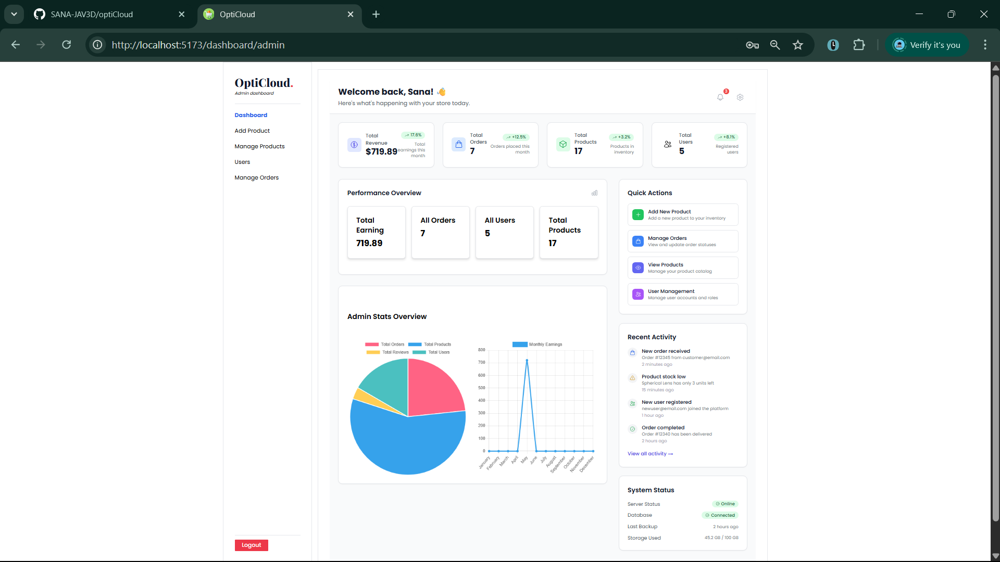 SANA-JAV3D/optiCloud
OptiCloud
http://localhost:5173/dashboard/admin
Verify it's you
OptiCloud.
Admin dashboard
Dashboard
Add Product
Manage Products
Users
Manage Orders
Logout
Welcome back, Sana! 👋
Here's what's happening with your store today.
3
Total
Revenue
$719.89
17.6%
Total
earnings this
month
Total
Orders
7
+12.5%
Orders placed this
month
Total
Products
17
+3.2%
Products in
inventory
Total
Users
5
+8.1%
Registered
users
Performance Overview
Total
Earning
719.89
All Orders
7
All Users
5
Total
Products
17
Admin Stats Overview
Total Orders
Total Products
Total Reviews
Total Users
Monthly Earnings
800
700
600
500
400
300
200
100
0
January
February
March
April
May
June
July
August
September
October
November
December
Quick Actions
Add New Product
Add a new product to your inventory
Manage Orders
View and update order statuses
View Products
Manage your product catalog
User Management
Manage user accounts and roles
Recent Activity
New order received
Order #12345 from customer@email.com
2 minutes ago
Product stock low
Spherical Lens has only 3 units left
15 minutes ago
New user registered
newuser@email.com joined the platform
1 hour ago
Order completed
Order #12340 has been delivered
2 hours ago
View all activity →
System Status
Server Status
Online
Database
Connected
Last Backup
2 hours ago
Storage Used
45.2 GB / 100 GB